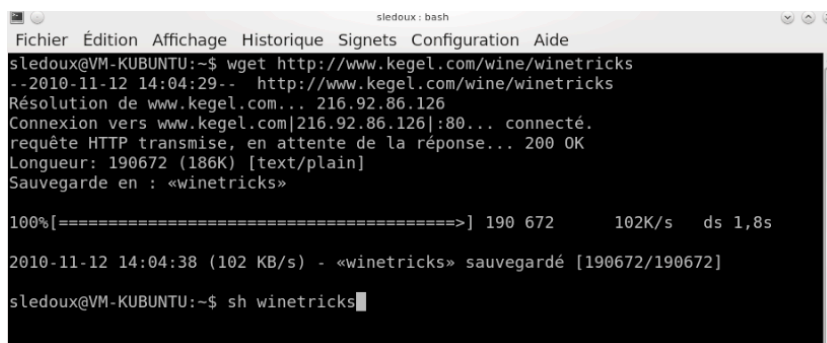 sledoux : bash
Fichier Édition Affichage Historique Signets Configuration Aide
sledoux@VM-KUBUNTU:~$ wget http://www.kegel.com/wine/winetricks
--2010-11-12 14:04:29-- http://www.kegel.com/wine/winetricks
Résolution de www.kegel.com... 216.92.86.126
Connexion vers www.kegel.com|216.92.86.126|:80... connecté.
requête HTTP transmise, en attente de la réponse... 200 OK
Longueur: 190672 (186K) [text/plain]
Sauvegarde en : «winetricks»
100%[========================================>] 190 672 102K/s ds 1,8s
2010-11-12 14:04:38 (102 KB/s) - «winetricks» sauvegardé [190672/190672]
sledoux@VM-KUBUNTU:~$ sh winetricks